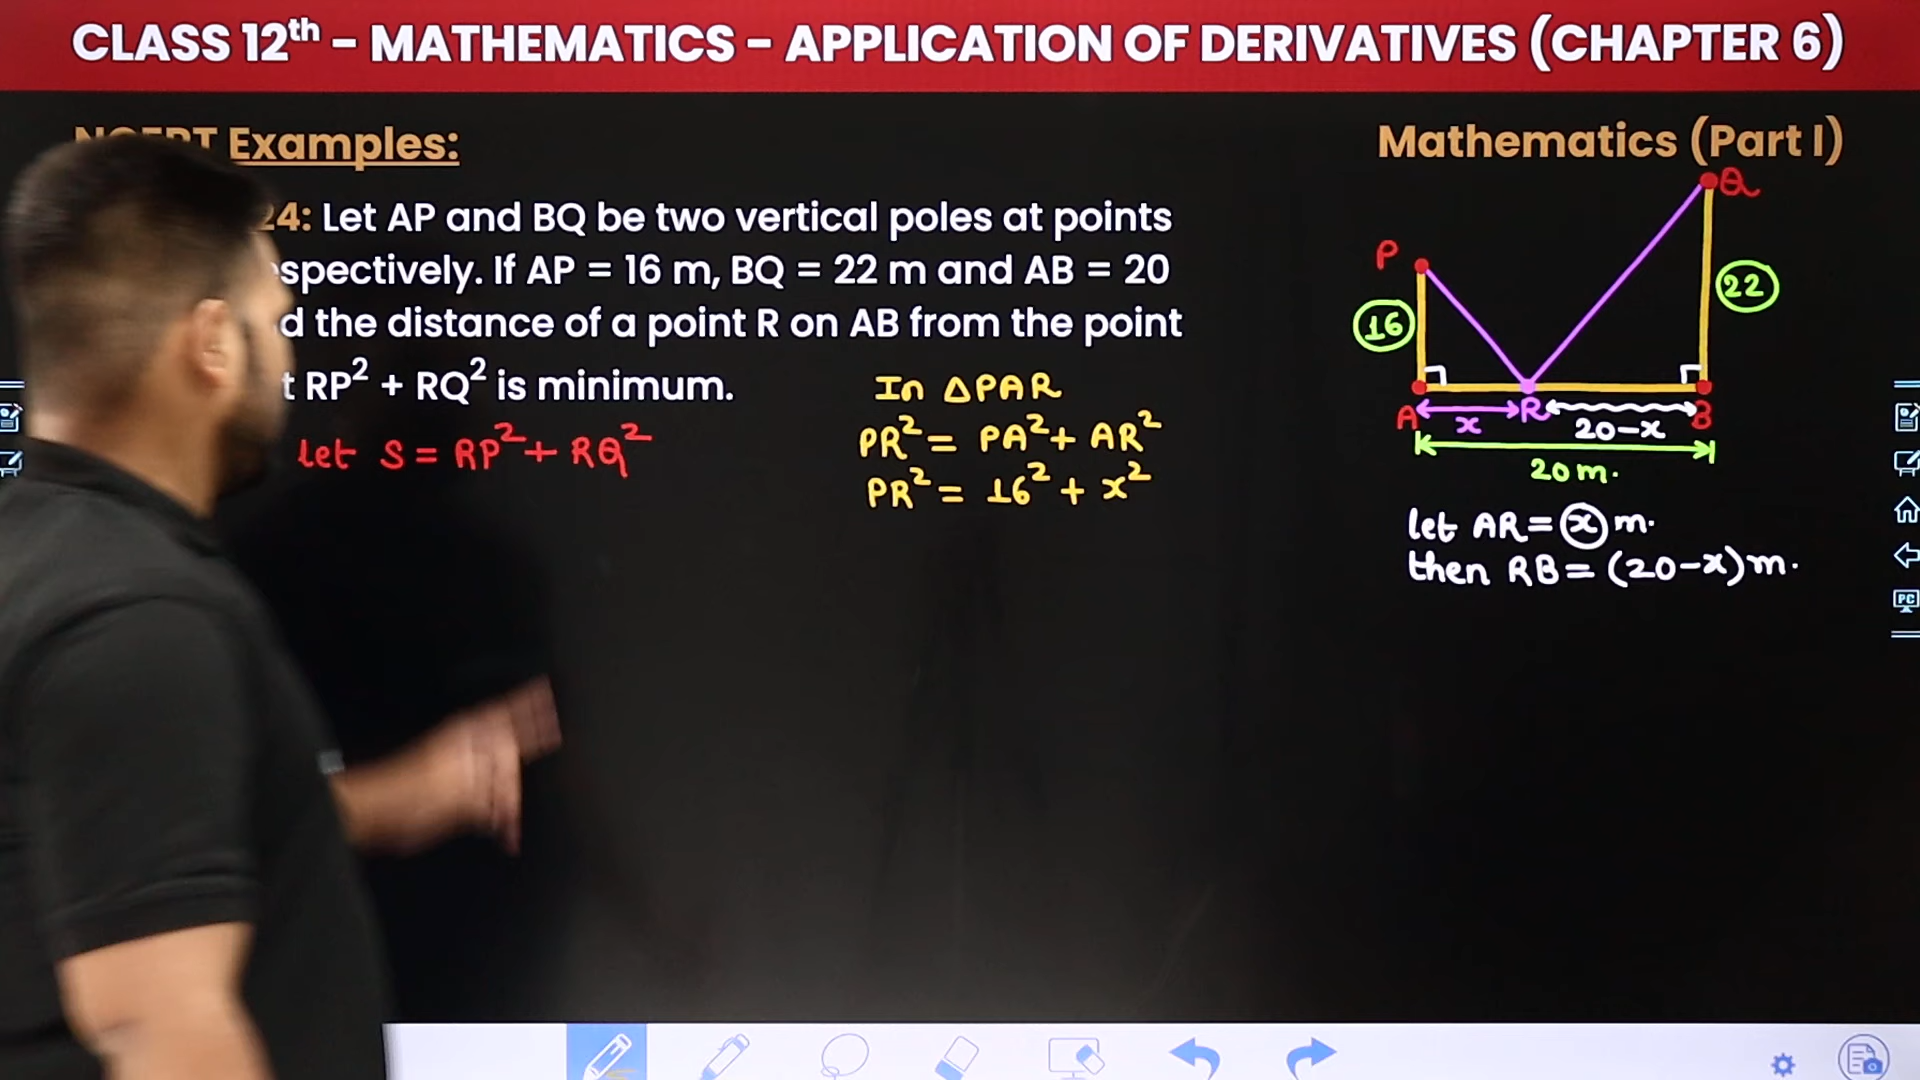 CLASS 12th - MATHEMATICS - APPLICATION OF DERIVATIVES (CHAPTER 6)
Examples:
Mathematics (Part I)
24: Let AP and BQ be two vertical poles at points
If AP = 16 m, BQ = 22 m and AB = 20
the distance of a point R on AB from the point
RP² + RQ² is minimum.
let S = RP² + RQ²
In △PAR
PR² = PA² + AR²
PR² = 16² + x²
Q
P
16
22
A
x
R
20-x
B
20 m.
let AR = x m.
then RB = (20-x) m.
PC